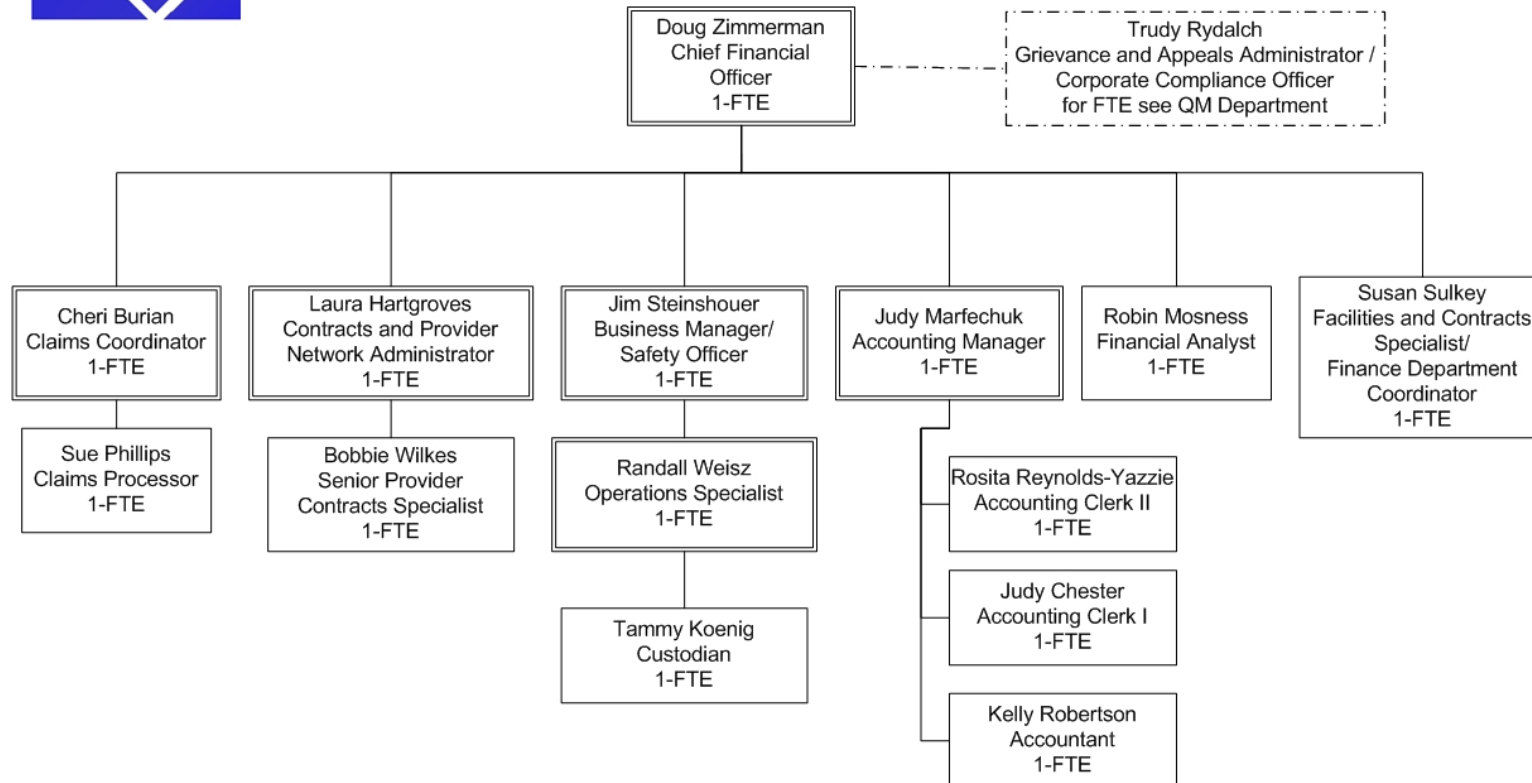 Doug Zimmerman
Chief Financial
Officer
1-FTE
Trudy Rydalch
Grievance and Appeals Administrator /
Corporate Compliance Officer
for FTE see QM Department
Cheri Burian
Claims Coordinator
1-FTE
Laura Hartgroves
Contracts and Provider
Network Administrator
1-FTE
Jim Steinshouer
Business Manager/
Safety Officer
1-FTE
Judy Marfechuk
Accounting Manager
1-FTE
Robin Mosness
Financial Analyst
1-FTE
Susan Sulkey
Facilities and Contracts
Specialist/
Finance Department
Coordinator
1-FTE
Sue Phillips
Claims Processor
1-FTE
Bobbie Wilkes
Senior Provider
Contracts Specialist
1-FTE
Randall Weisz
Operations Specialist
1-FTE
Rosita Reynolds-Yazzie
Accounting Clerk II
1-FTE
Tammy Koenig
Custodian
1-FTE
Judy Chester
Accounting Clerk I
1-FTE
Kelly Robertson
Accountant
1-FTE